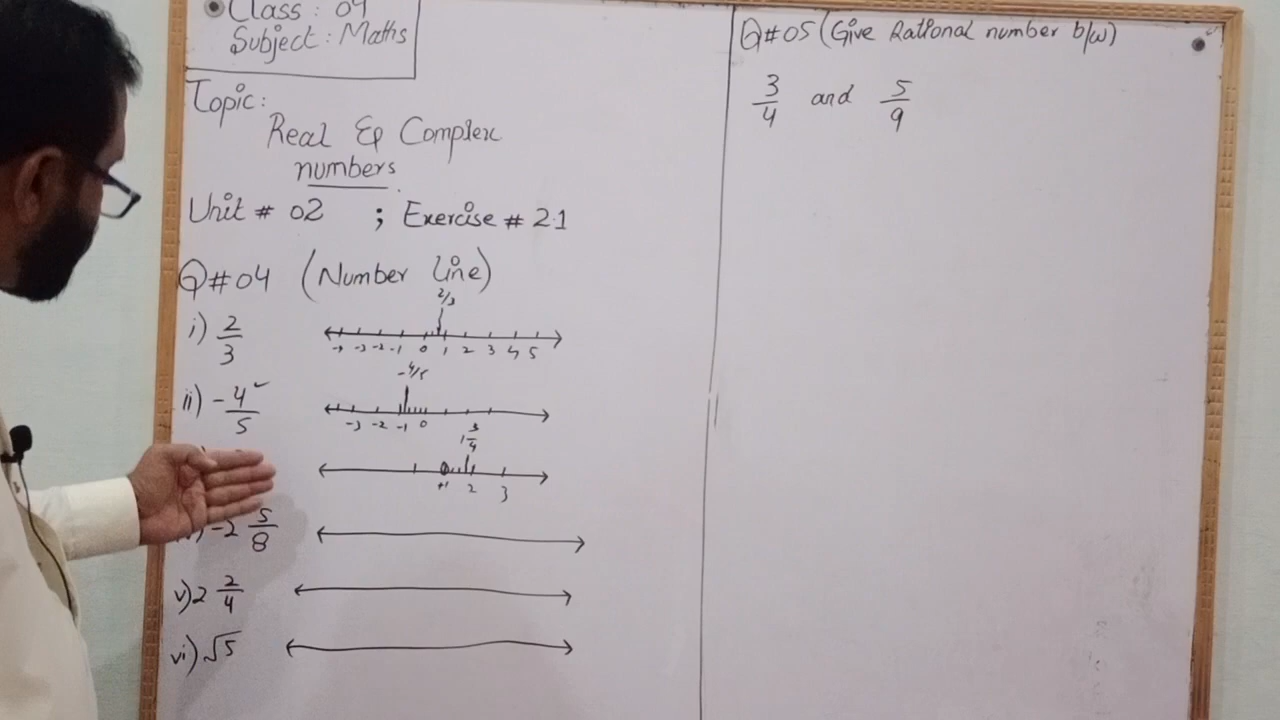 Class : 04
Subject : Maths
Topic :
Real & Complex
numbers.
Unit # 02 ; Exercise # 2.1
Q#04 (Number line)
i) 2/3
2/3
-3 -2 -1 0 1 2 3 4 5
ii) -4/5
-4/5
-3 -2 -1 0
1 3/4
+1 2 3
-2 5/8
v) 2 2/4
vi) √5
Q#05 (Give Rational number b/w)
3/4 and 5/9